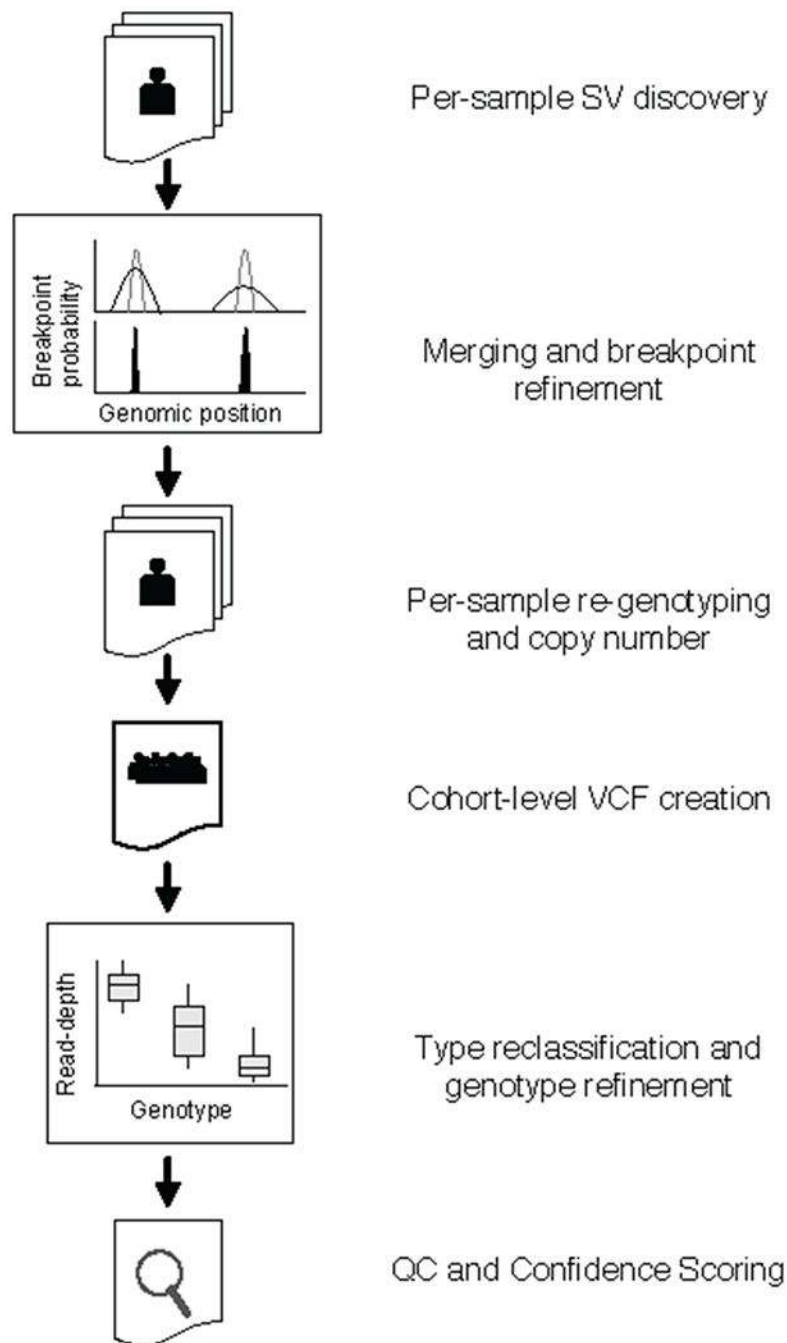 Per-sample SV discovery
Breakpoint
probability
Genomic position
Merging and breakpoint
refinement
Per-sample re-genotyping
and copy number
Cohort-level VCF creation
Read-depth
Genotype
Type reclassification and
genotype refinement
QC and Confidence Scoring